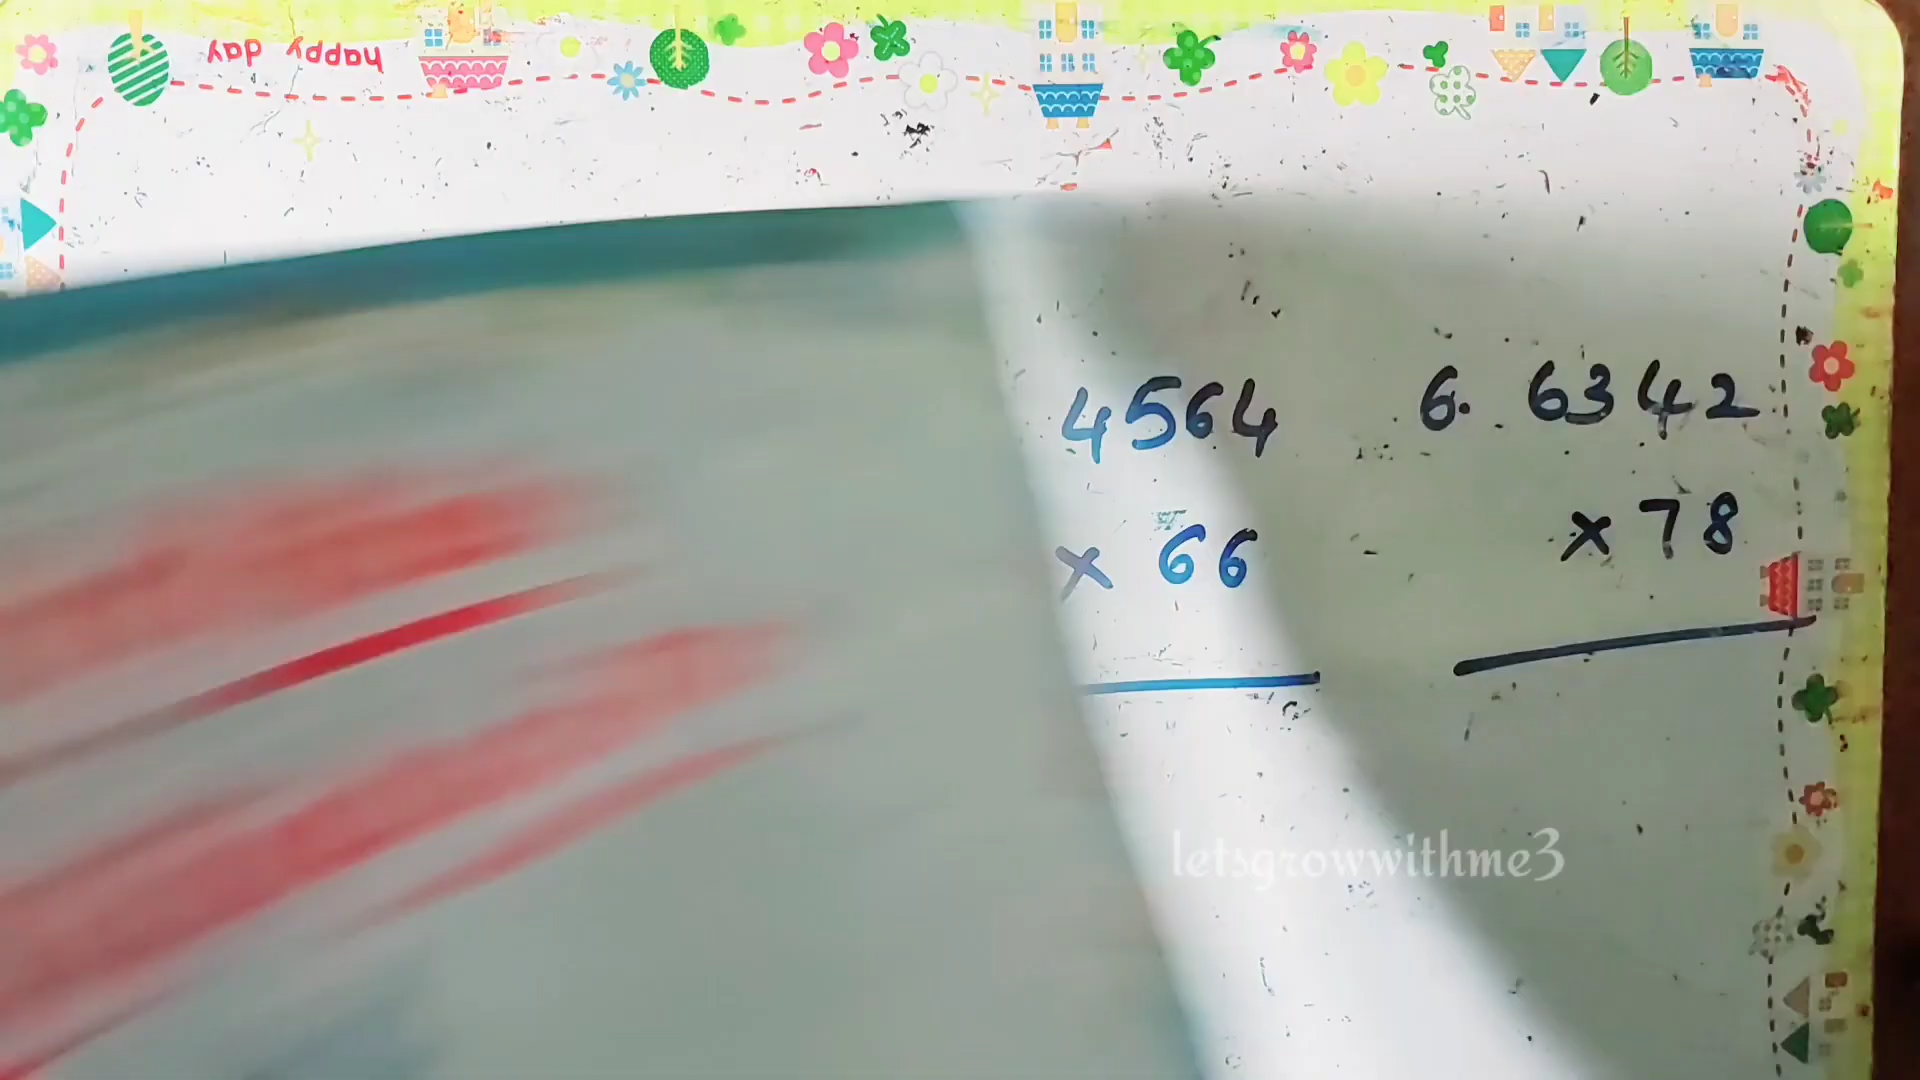 happy day
4564
× 66
6. 6342
× 78
letsgrowwithme3